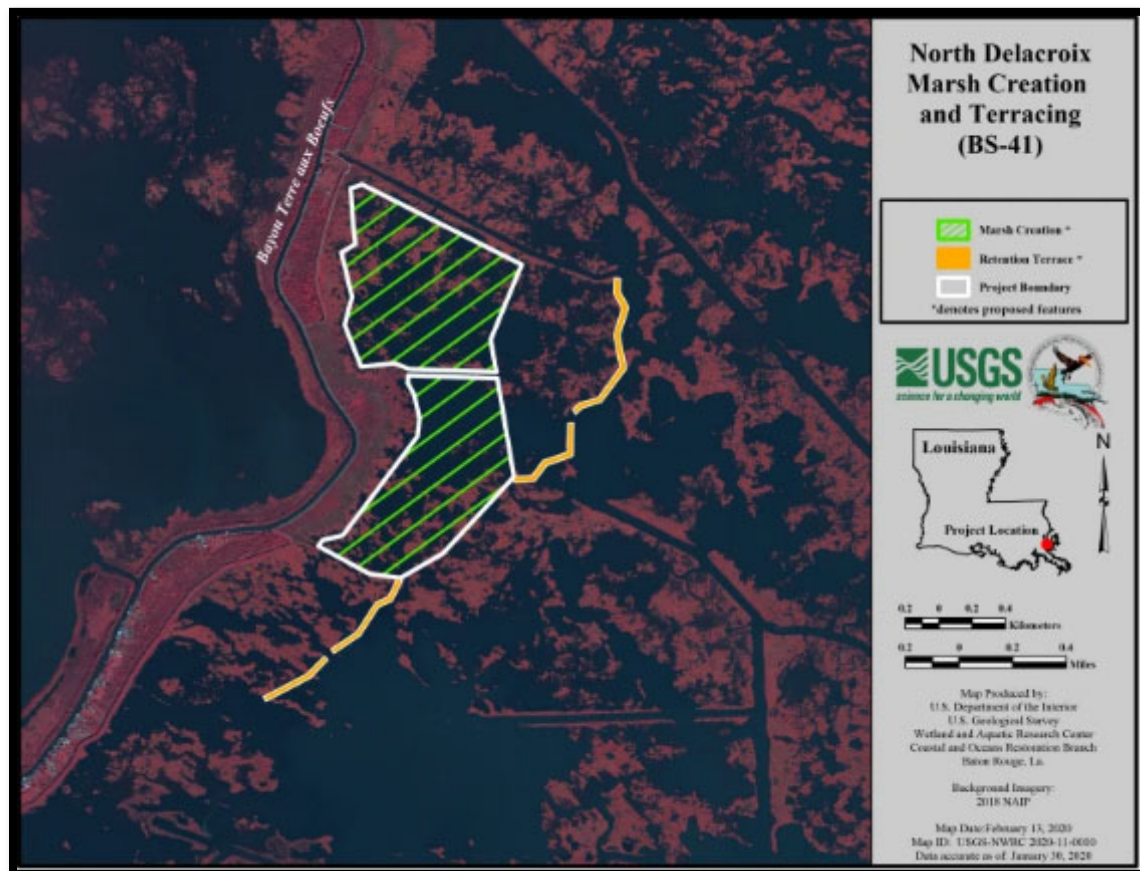 North Delacroix
Marsh Creation
and Terracing
(BS-41)
Bayou Terre aux Boeufs
Marsh Creation *
Retention Terrace *
Project Boundary
*denotes proposed features
USGS
science for a changing world
N
Louisiana
Project Location
0.2 0 0.2 0.4
Kilometers
0.2 0 0.2 0.4
Miles
Map Produced by:
U.S. Department of the Interior
U.S. Geological Survey
Wetland and Aquatic Research Center
Coastal and Oceans Restoration Branch
Baton Rouge, La.
Background Imagery:
2018 NAIP
Map Date:February 13, 2020
Map ID: USGS-NWRC 2020-11-0010
Data accurate as of January 30, 2020